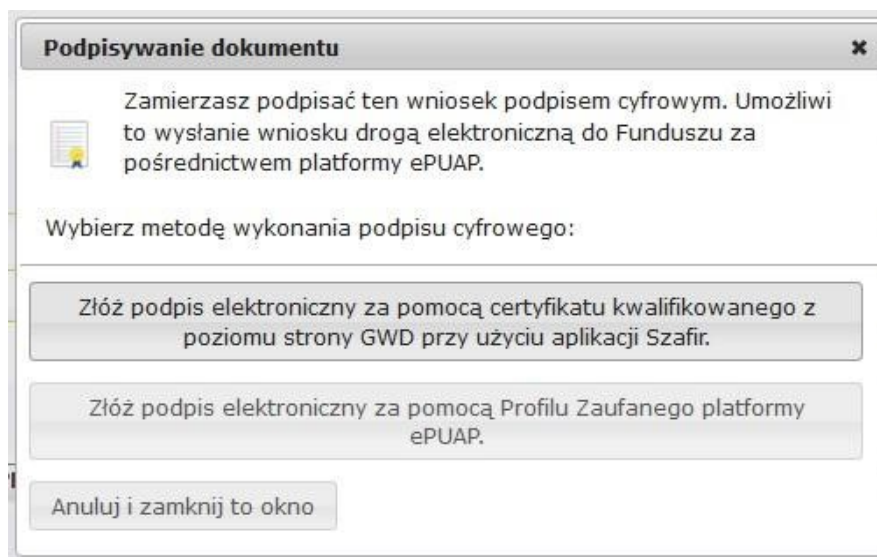 Podpisywanie dokumentu
Zamierzasz podpisać ten wniosek podpisem cyfrowym. Umożliwi
to wysłanie wniosku drogą elektroniczną do Funduszu za
pośrednictwem platformy ePUAP.
Wybierz metodę wykonania podpisu cyfrowego:
Złóż podpis elektroniczny za pomocą certyfikatu kwalifikowanego z
poziomu strony GWD przy użyciu aplikacji Szafir.
Złóż podpis elektroniczny za pomocą Profilu Zaufanego platformy
ePUAP.
Anuluj i zamknij to okno